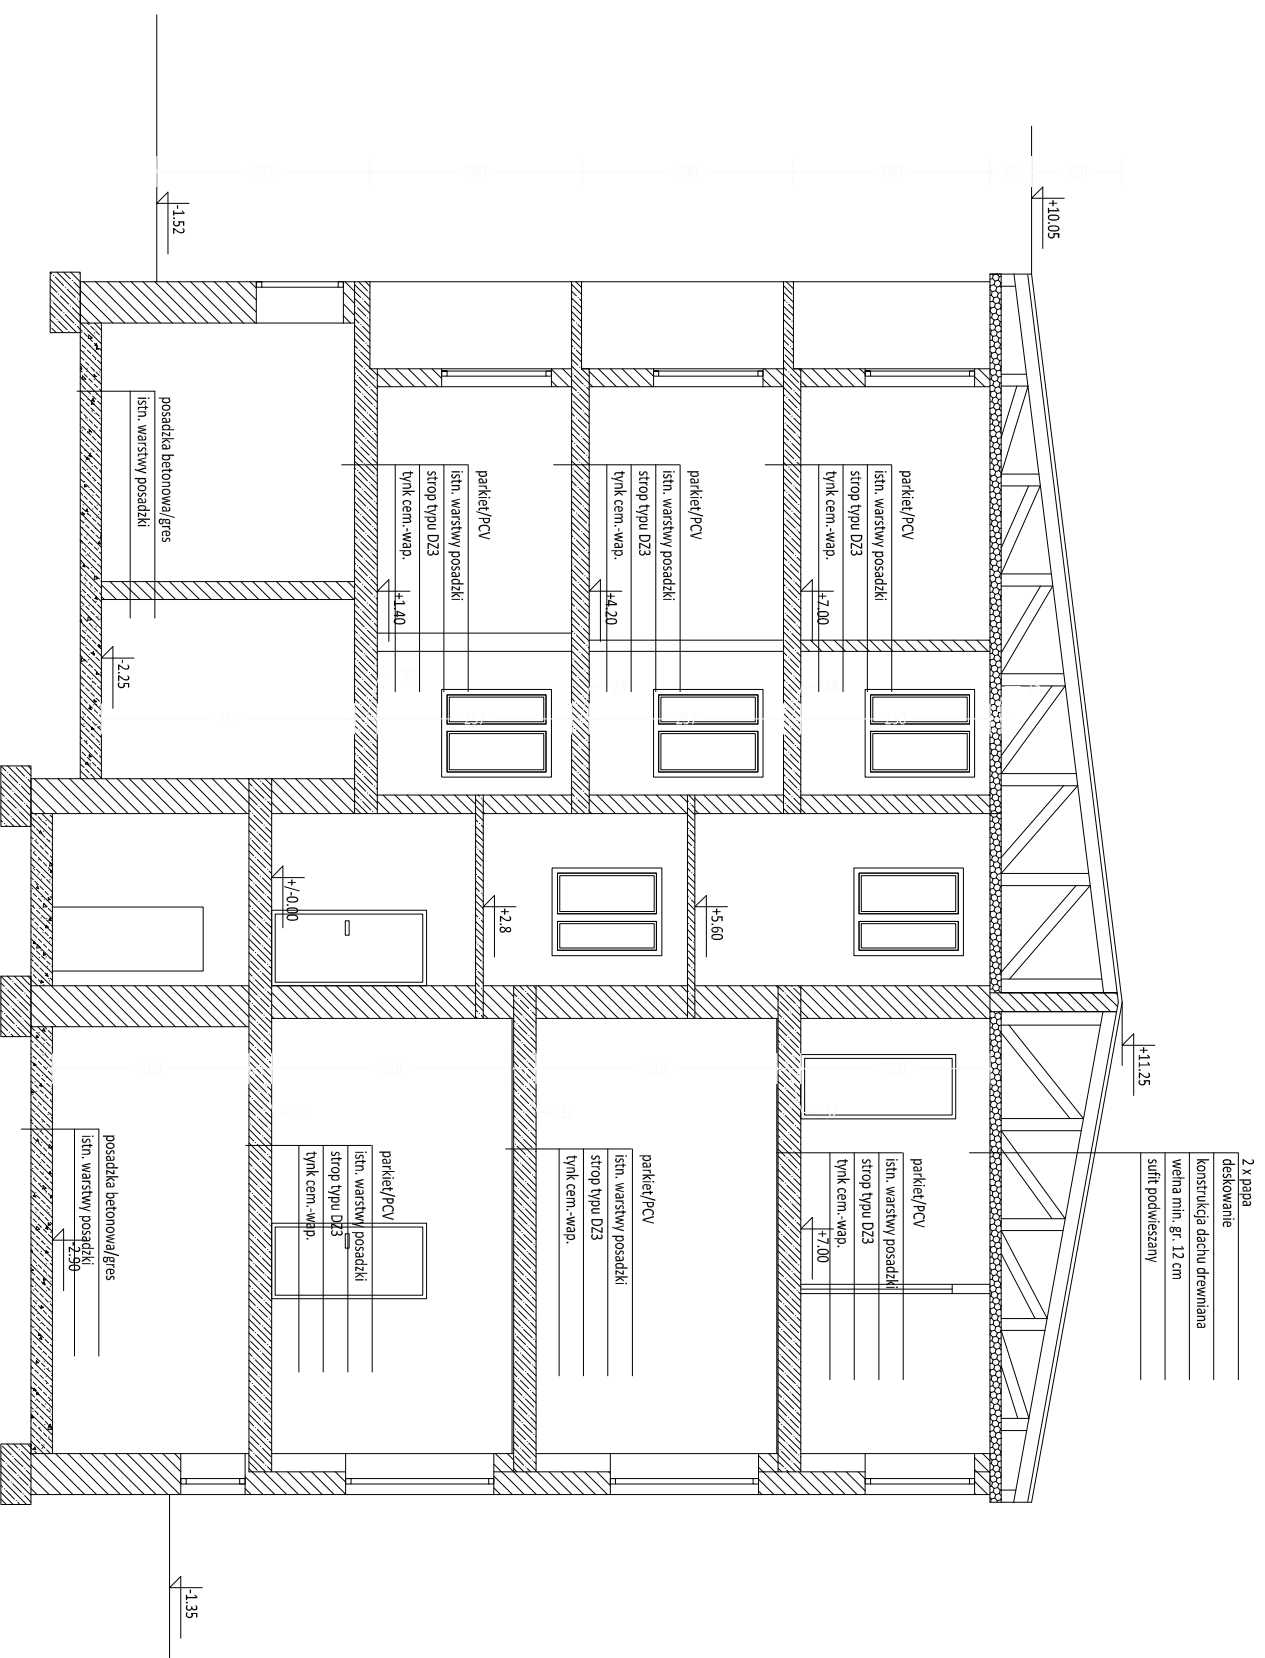 2 x papa
deskowanie
konstrukcja dachu drewniana
wełna min. gr. 12 cm
sufit podwieszany
+10.05
+11.25
parkiet/PCV
istn. warstwy posadzki
strop typu DZ3
tynk cem.-wap.
+7.00
parkiet/PCV
istn. warstwy posadzki
strop typu DZ3
tynk cem.-wap.
+7.00
+5.60
parkiet/PCV
istn. warstwy posadzki
strop typu DZ3
tynk cem.-wap.
+4.20
parkiet/PCV
istn. warstwy posadzki
strop typu DZ3
tynk cem.-wap.
+2.8
parkiet/PCV
istn. warstwy posadzki
strop typu DZ3
tynk cem.-wap.
+1.40
parkiet/PCV
istn. warstwy posadzki
strop typu DZ3
tynk cem.-wap.
+/-0.00
-1.52
-1.35
posadzka betonowa/gres
istn. warstwy posadzki
-2.25
posadzka betonowa/gres
istn. warstwy posadzki
-2.90